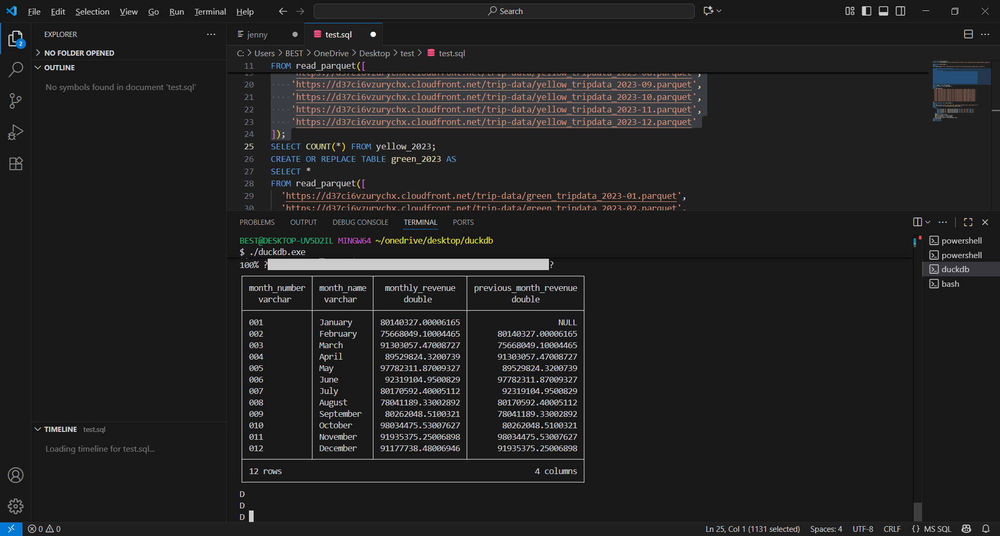 File Edit Selection View Go Run Terminal Help
Search
EXPLORER
2
NO FOLDER OPENED
OUTLINE
No symbols found in document 'test.sql'
TIMELINE test.sql
Loading timeline for test.sql...
jenny
test.sql
C: > Users > BEST > OneDrive > Desktop > test > test.sql
11 FROM read_parquet([
19 'https://d37ci6vzurychx.cloudfront.net/trip-data/yellow_tripdata_2023-08.parquet',
20 'https://d37ci6vzurychx.cloudfront.net/trip-data/yellow_tripdata_2023-09.parquet',
21 'https://d37ci6vzurychx.cloudfront.net/trip-data/yellow_tripdata_2023-10.parquet',
22 'https://d37ci6vzurychx.cloudfront.net/trip-data/yellow_tripdata_2023-11.parquet',
23 'https://d37ci6vzurychx.cloudfront.net/trip-data/yellow_tripdata_2023-12.parquet'
24 ]);
25 SELECT COUNT(*) FROM yellow_2023;
26 CREATE OR REPLACE TABLE green_2023 AS
27 SELECT *
28 FROM read_parquet([
29 'https://d37ci6vzurychx.cloudfront.net/trip-data/green_tripdata_2023-01.parquet',
30 'https://d37ci6vzurychx.cloudfront.net/trip-data/green_tripdata_2023-02.parquet',
PROBLEMS OUTPUT DEBUG CONSOLE TERMINAL PORTS
BEST@DESKTOP-UV5D2IL MINGW64 ~/onedrive/desktop/duckdb
$ ./duckdb.exe
100% ? ?
month_number month_name monthly_revenue previous_month_revenue
varchar varchar double double
001 January 80140327.00006165 NULL
002 February 75668049.10004465 80140327.00006165
003 March 91303057.47008727 75668049.10004465
004 April 89529824.3200739 91303057.47008727
005 May 97782311.87009327 89529824.3200739
006 June 92319104.9500829 97782311.87009327
007 July 80170592.40005112 92319104.9500829
008 August 78041189.33002892 80170592.40005112
009 September 80262048.5100321 78041189.33002892
010 October 98034475.53007627 80262048.5100321
011 November 91935375.25006898 98034475.53007627
012 December 91177738.48006946 91935375.25006898
12 rows 4 columns
D
D
D
powershell
powershell
duckdb
bash
0 0
Ln 25, Col 1 (1131 selected) Spaces: 4 UTF-8 CRLF {} MS SQL